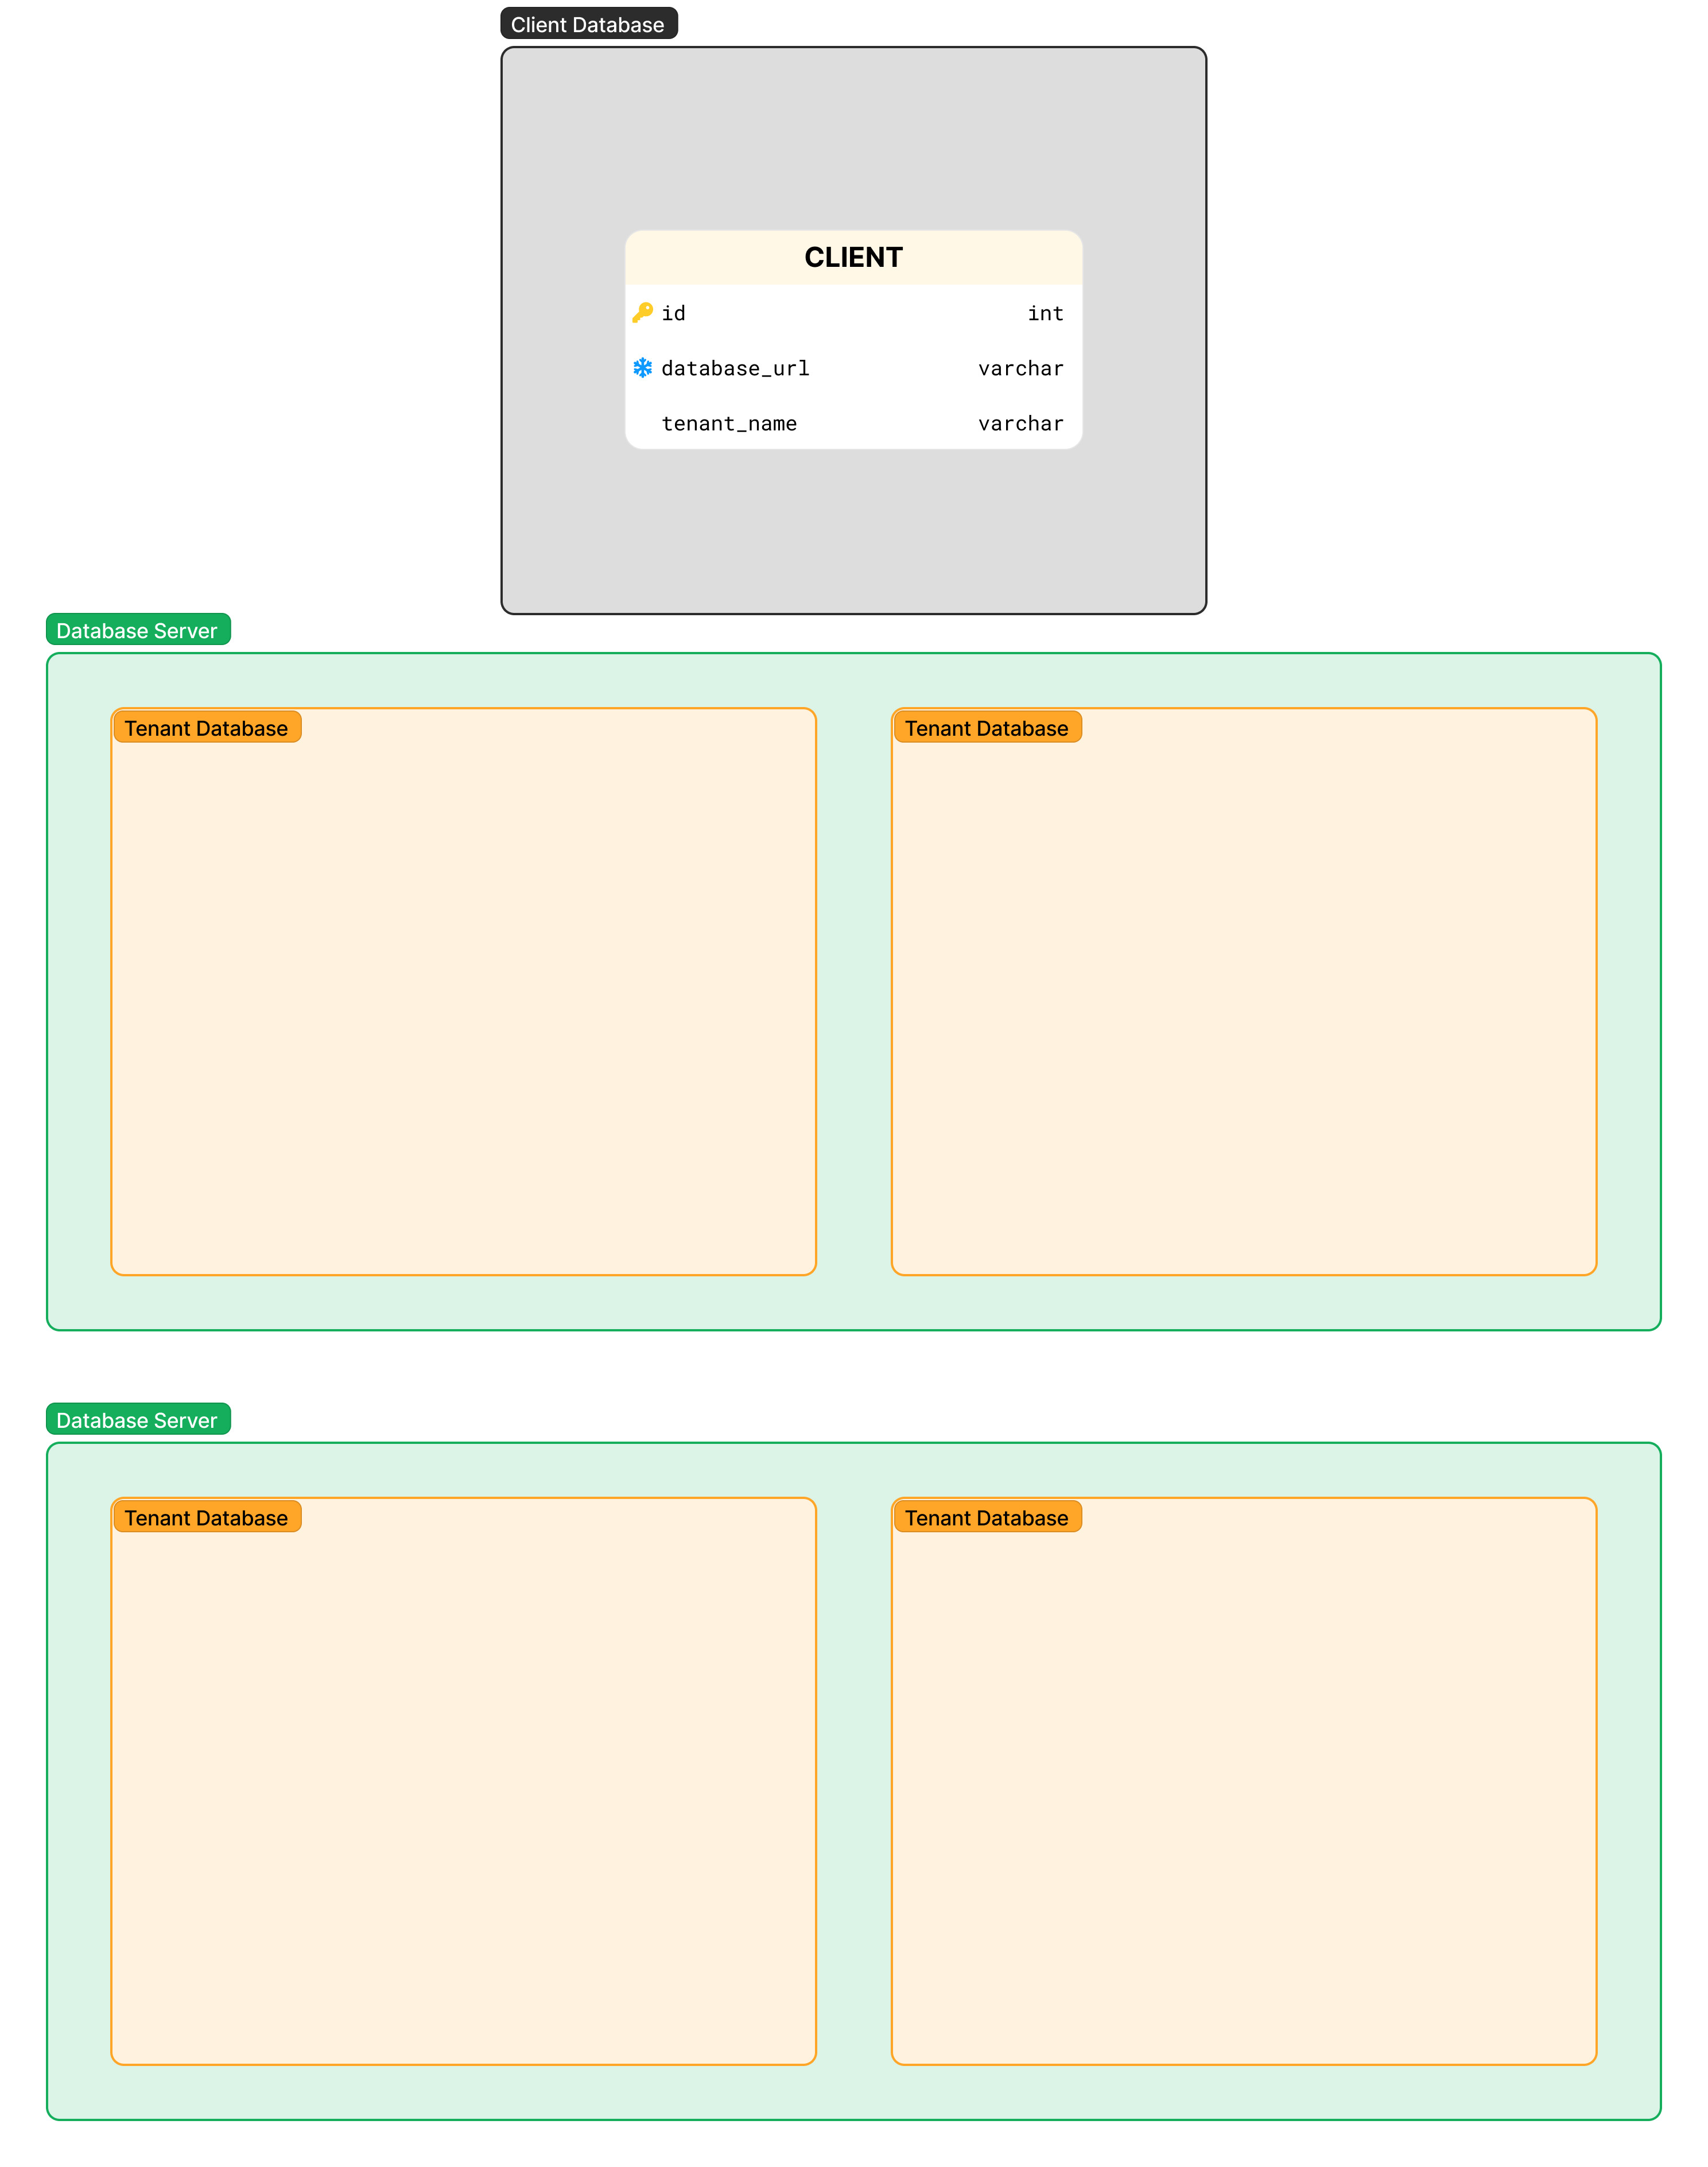 Client Database
CLIENT
id int
database_url varchar
tenant_name varchar
Database Server
Tenant Database
Tenant Database
Database Server
Tenant Database
Tenant Database